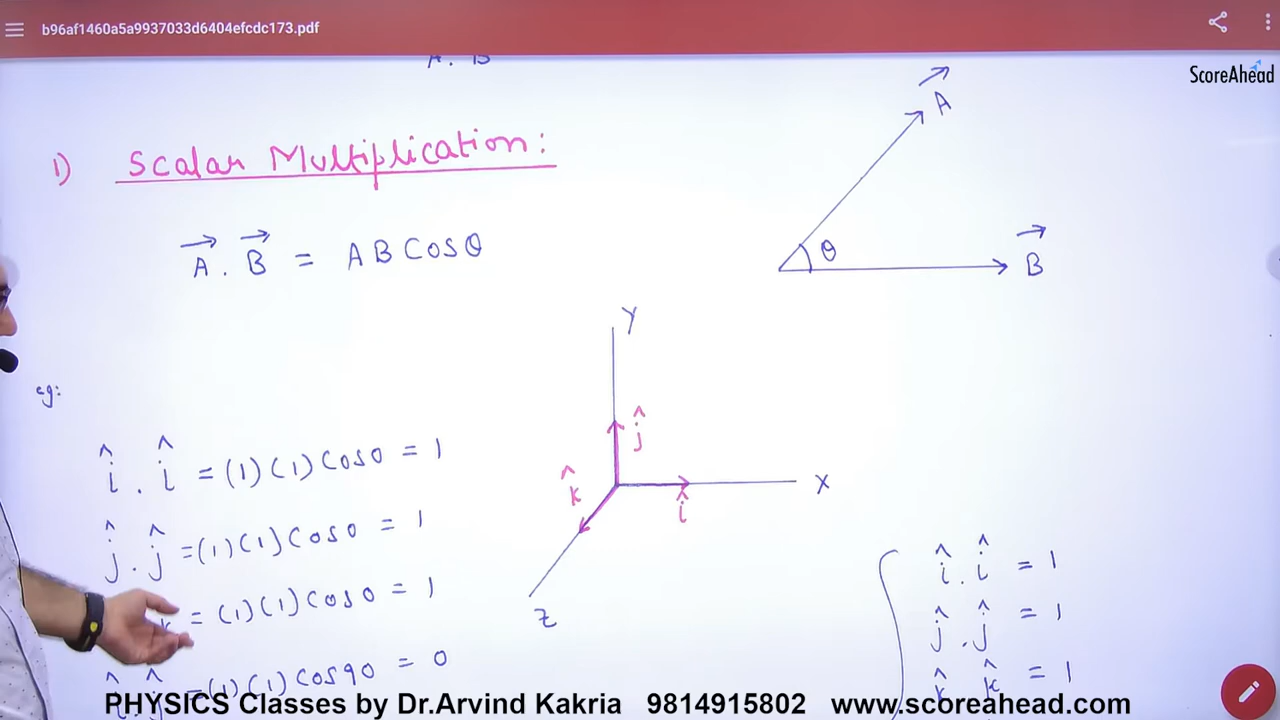 b96af1460a5a9937033d6404efcdc173.pdf
ScoreAhead
A. B
1) Scalar Multiplication:
A⃗ . B⃗ = A B Cosθ
A⃗
θ
B⃗
eg:
Y
ĵ
k̂
î
X
Z
î . î = (1)(1) Cos0 = 1
ĵ . ĵ = (1)(1) Cos0 = 1
k = (1)(1) Cos0 = 1
= (1)(1) Cos90 = 0
î . î = 1
ĵ . ĵ = 1
k̂ k̂ = 1
PHYSICS Classes by Dr.Arvind Kakria 9814915802 www.scoreahead.com